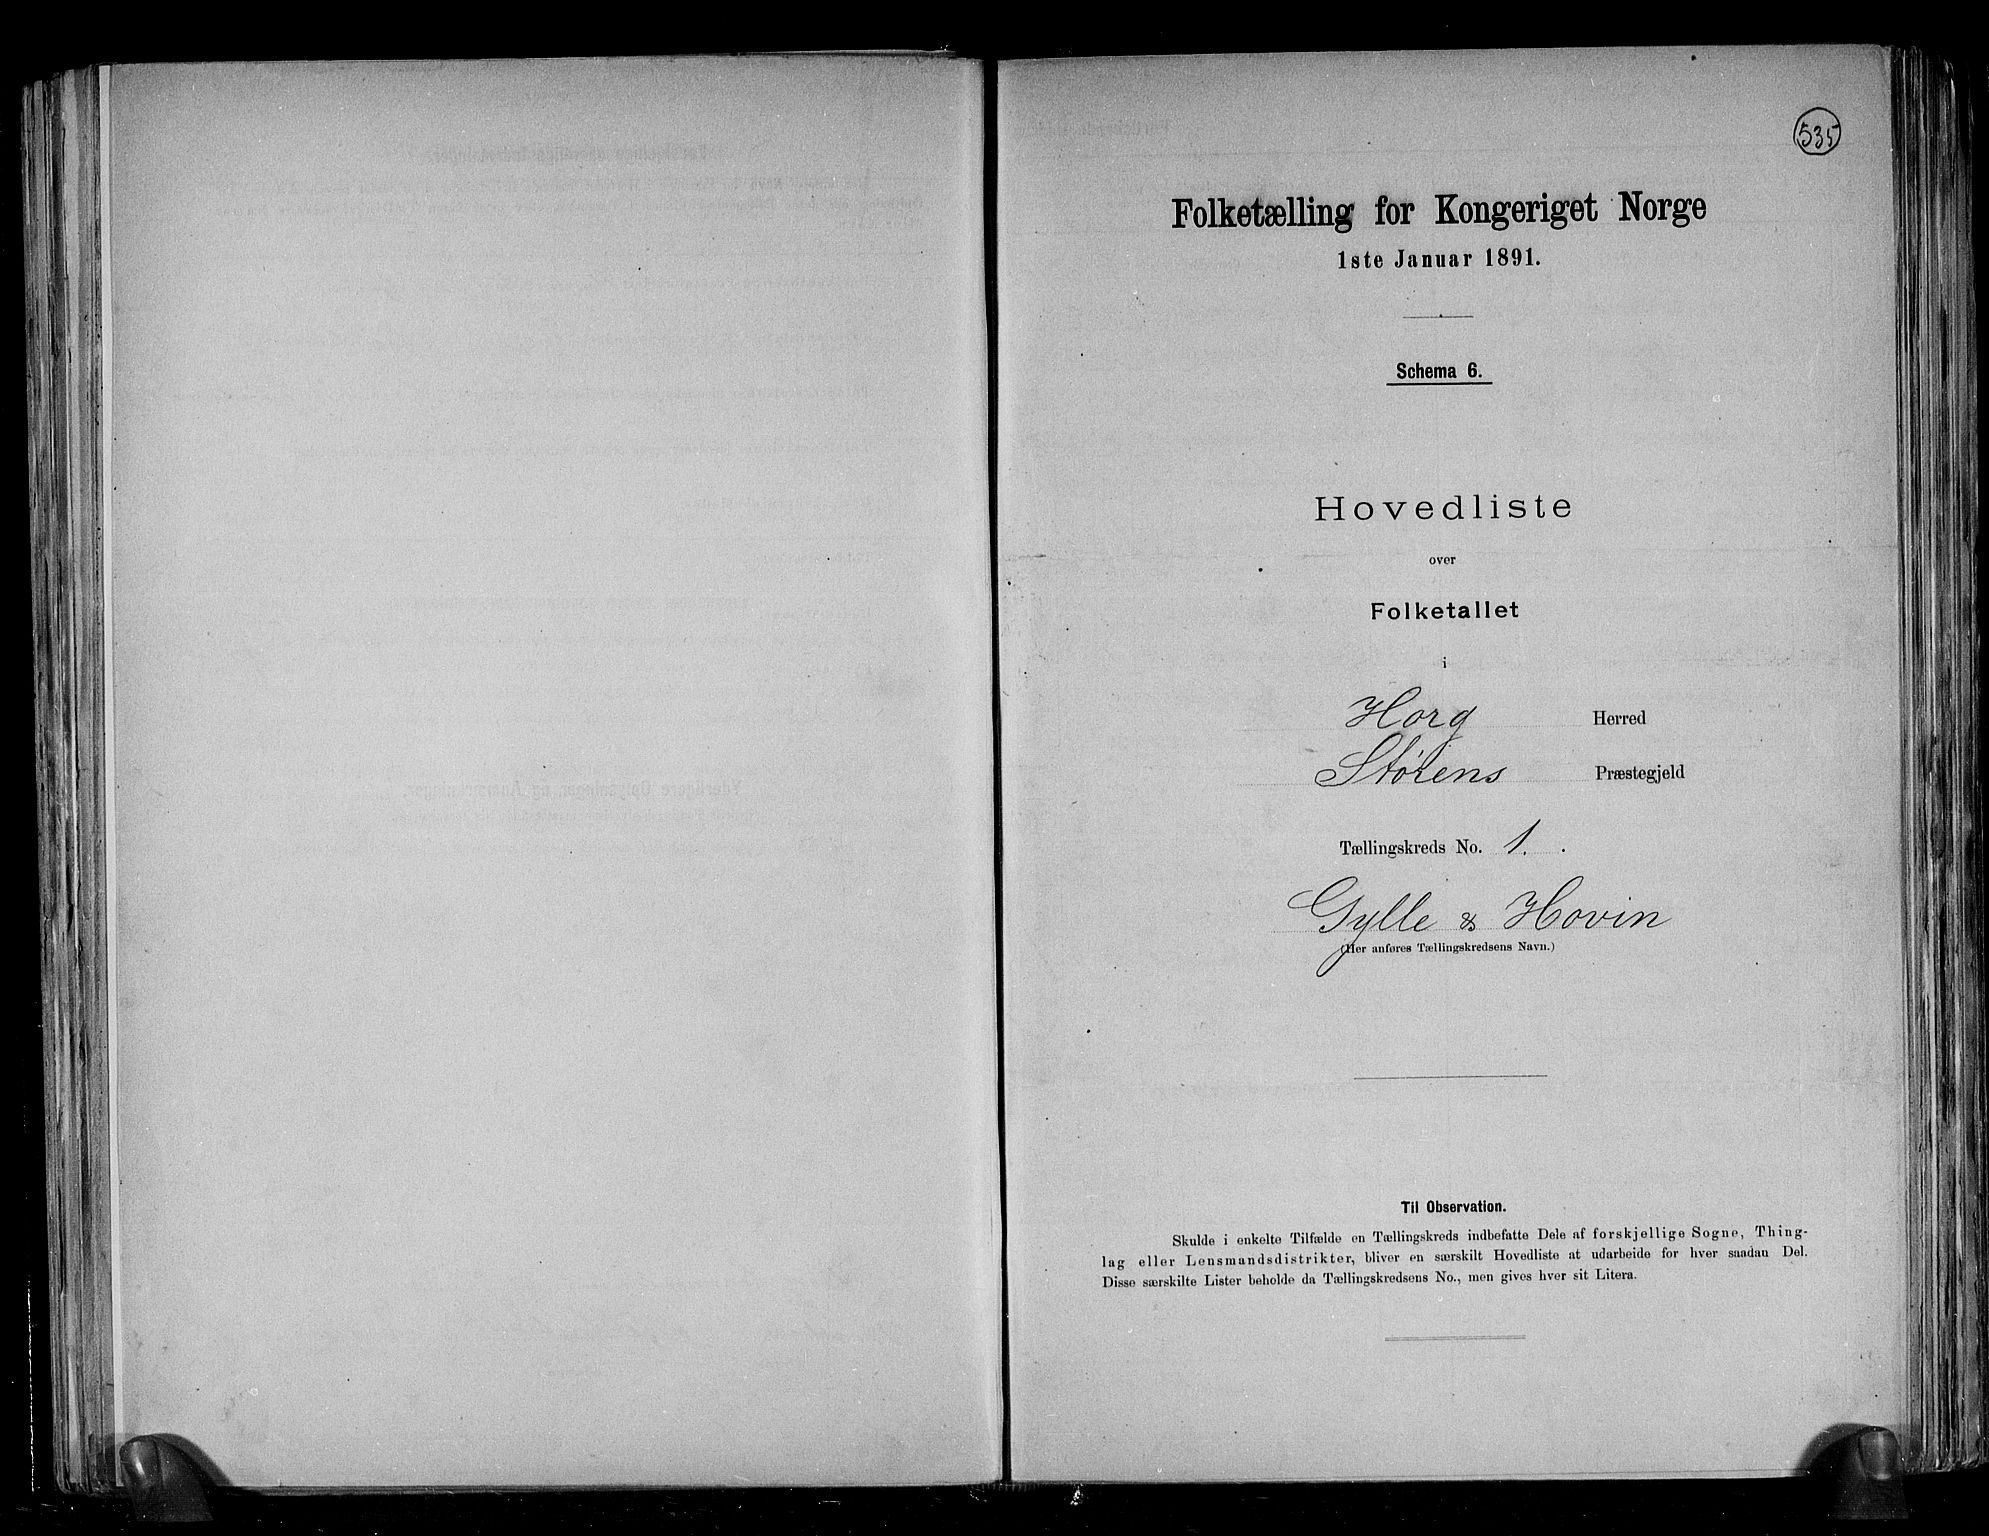 535
Folketælling for Kongeriget Norge
1ste Januar 1891.
Schema 6.
Hovedliste
over
Folketallet
i
Horg Herred
Størens Præstegjeld
Tællingskreds No. 1.
Gylle & Hovin
(Her anføres Tællingskredsens Navn.)
Til Observation.
Skulde i enkelte Tilfælde en Tællingskreds indbefatte Dele af forskjellige Sogne, Thing-
lag eller Lensmandsdistrikter, bliver en særskilt Hovedliste at udarbeide for hver saadan Del.
Disse særskilte Lister beholde da Tællingskredsens No., men gives hver sit Litera.